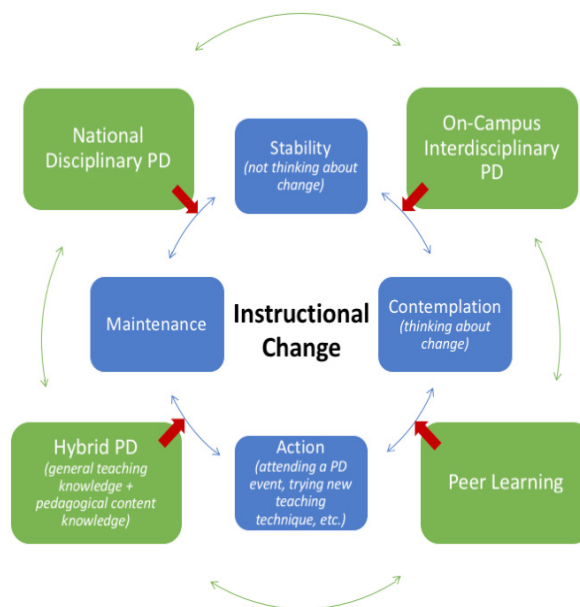 National
Disciplinary PD
Stability
(not thinking about
change)
On-Campus
Interdisciplinary
PD
Maintenance
Instructional
Change
Contemplation
(thinking about
change)
Hybrid PD
(general teaching
knowledge +
pedagogical content
knowledge)
Action
(attending a PD
event, trying new
teaching
technique, etc.)
Peer Learning